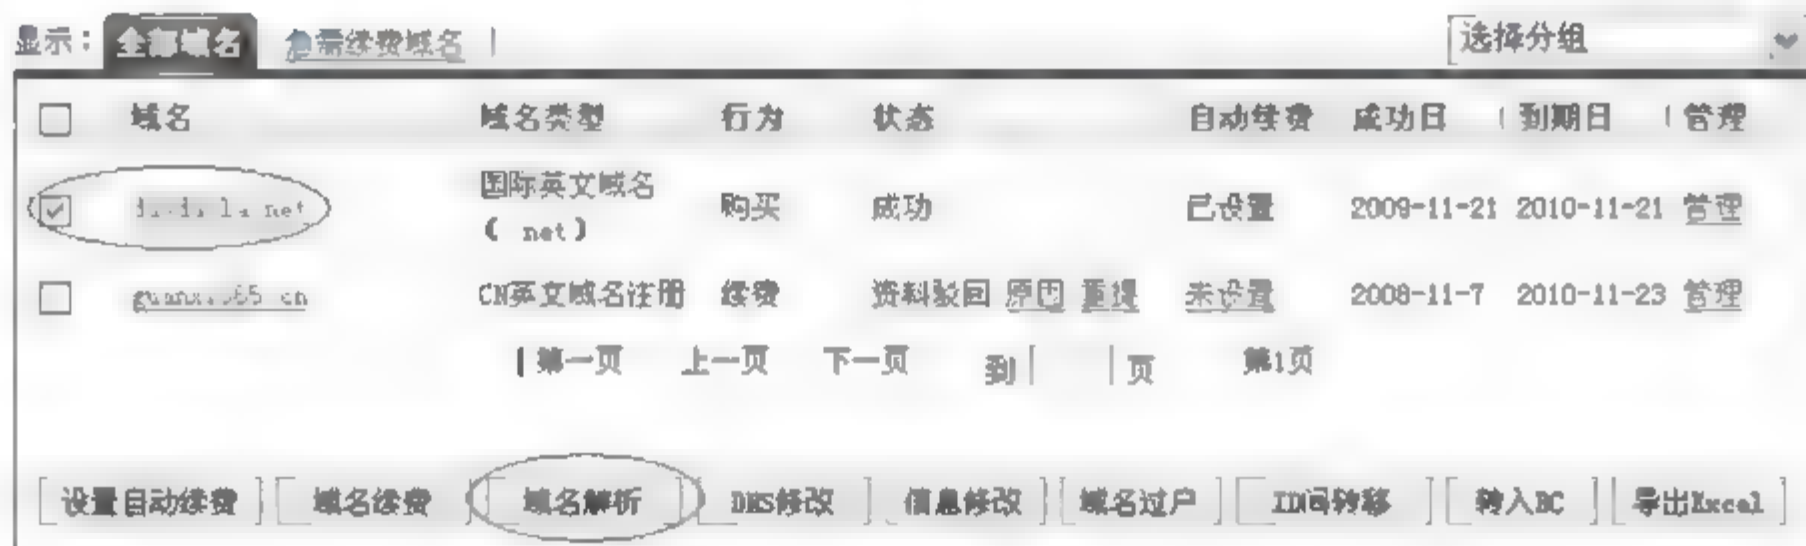 显示： 全部域名 急需续费域名 | 选择分组
域名 域名类型 行为 状态 自动续费 成功日 | 到期日 | 管理
国际英文域名
购买 成功 已设置 2009-11-21 2010-11-21 管理
( net)
cn CN英文域名注册 续费 资料驳回 原因 重提 未设置 2008-11-7 2010-11-23 管理
| 第一页 上一页 下一页 到 页 第1页
设置自动续费 域名续费 域名解析 DNS修改 信息修改 域名过户 ID间转移 转入BC 导出Excel